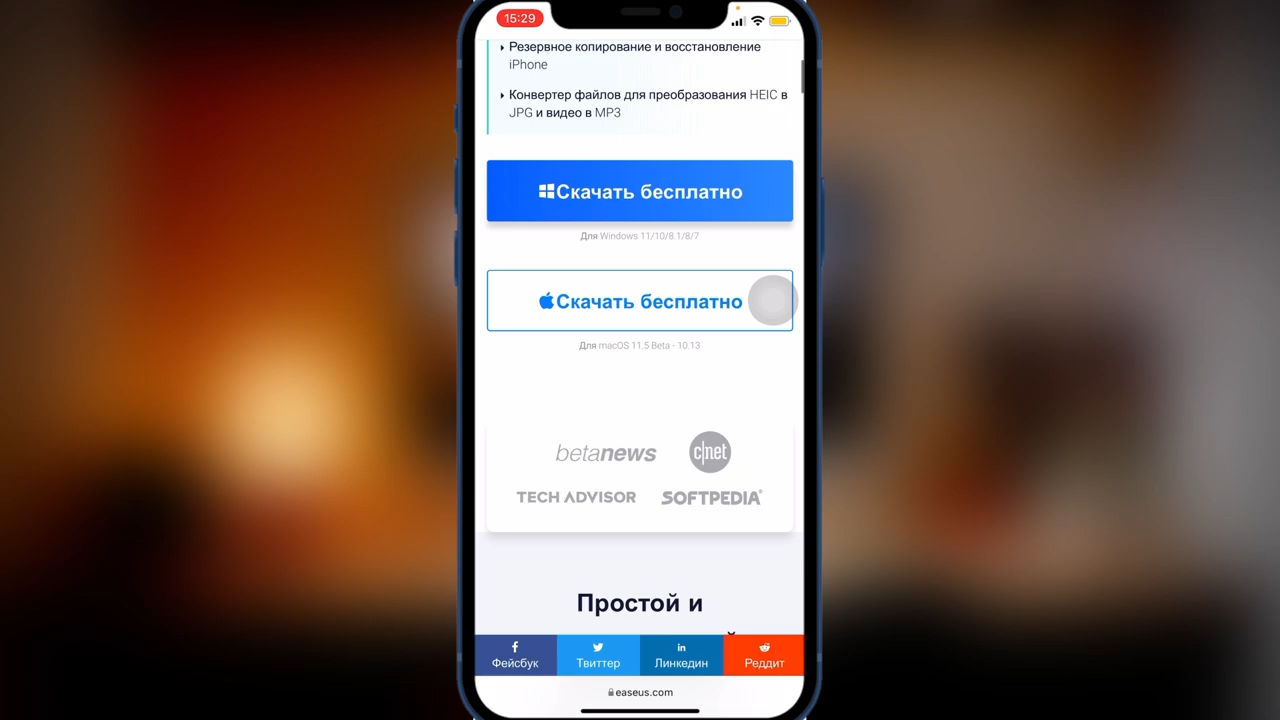 15:29
Резервное копирование и восстановление
iPhone
Конвертер файлов для преобразования HEIC в
JPG и видео в MP3
Скачать бесплатно
Для Windows 11/10/8.1/8/7
Скачать бесплатно
Для macOS 11.5 Beta - 10.13
betanews
c|net
TECH ADVISOR
SOFTPEDIA®
Простой и
Фейсбук
Твиттер
Линкедин
Реддит
easeus.com